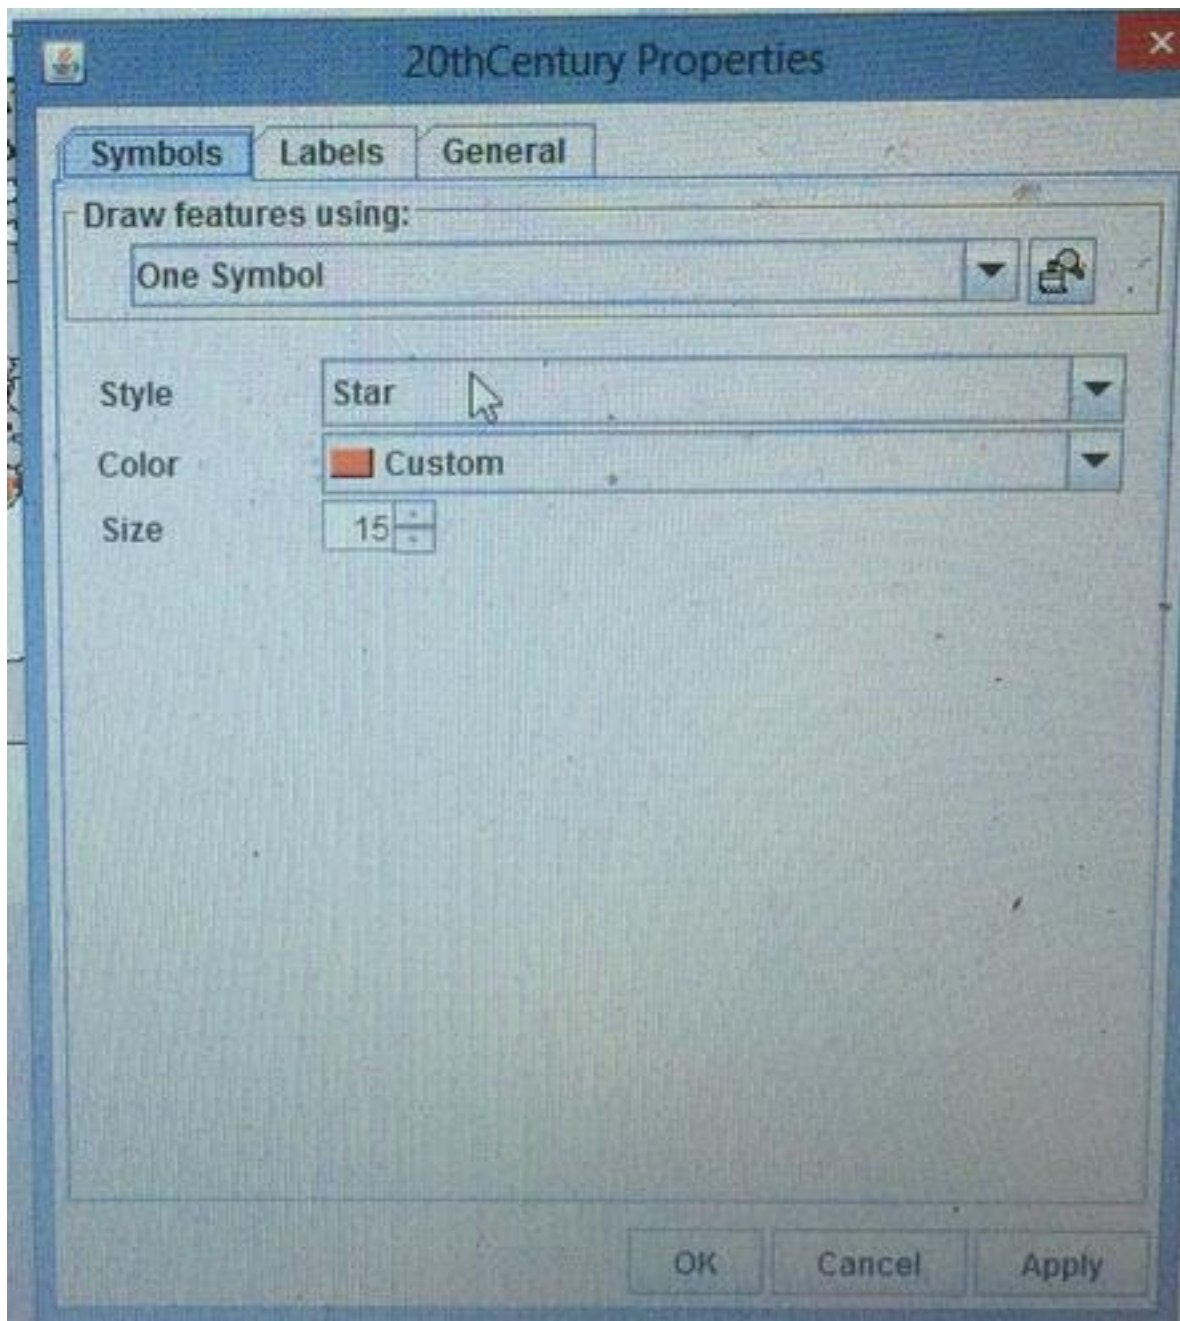 20thCentury Properties
Symbols Labels General
Draw features using:
One Symbol
Style Star
Color Custom
Size 15
OK Cancel Apply